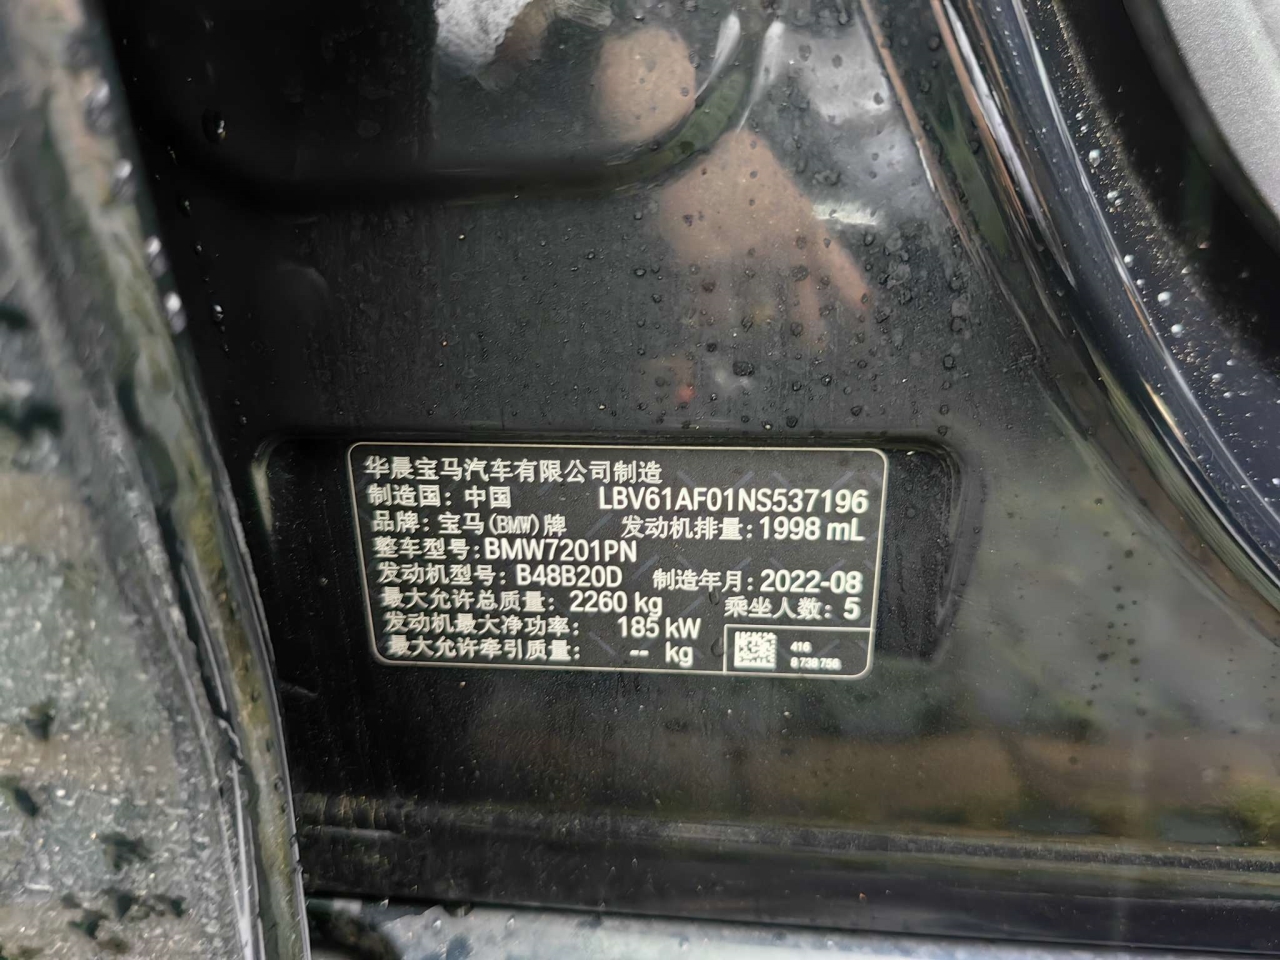 华晨宝马汽车有限公司制造
制造国：中国 LBV61AF01NS537196
品牌：宝马(BMW)牌 发动机排量：1998 mL
整车型号：BMW7201PN
发动机型号：B48B20D 制造年月：2022-08
最大允许总质量：2260 kg 乘坐人数：5
发动机最大净功率：185 kW
最大允许牵引质量：-- kg
416
8 739 756